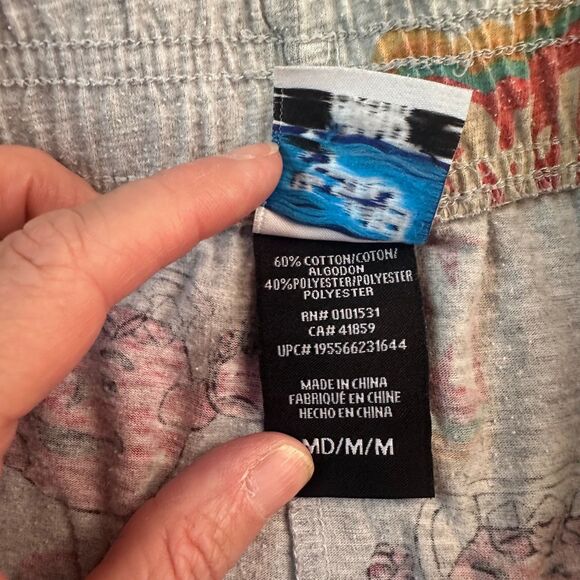 60% COTTON/COTON/
ALGODON
40%POLYESTER/POLYESTER
POLYESTER
RN# 0101531
CA# 41859
UPC# 195566231644
MADE IN CHINA
FABRIQUÉ EN CHINE
HECHO EN CHINA
MD/M/M